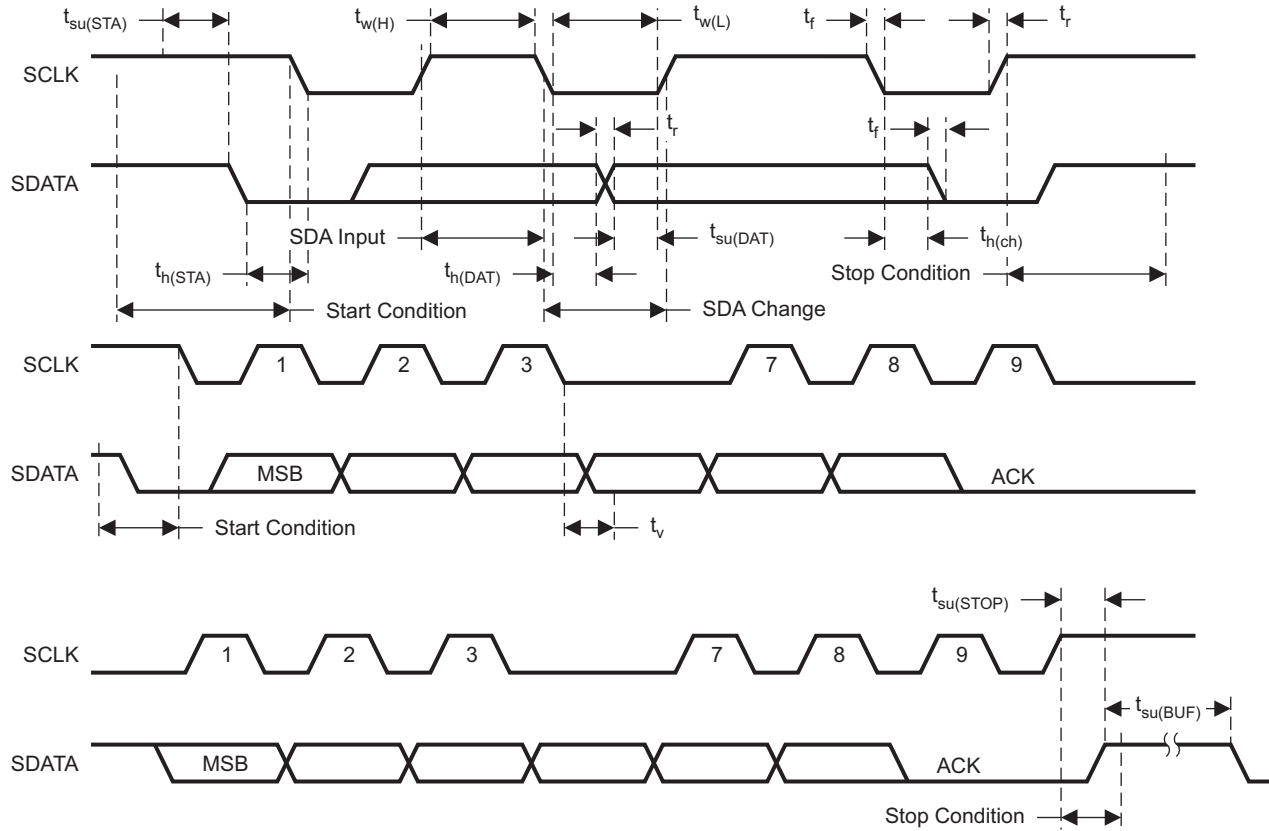 t_su(STA) t_w(H) t_w(L) t_f t_r
SCLK
t_r t_f
SDATA
SDA Input t_su(DAT) t_h(ch)
t_h(STA) t_h(DAT) Stop Condition
Start Condition SDA Change
SCLK 1 2 3 7 8 9
SDATA MSB ACK
Start Condition t_v
t_su(STOP)
SCLK 1 2 3 7 8 9
t_su(BUF)
SDATA MSB ACK
Stop Condition